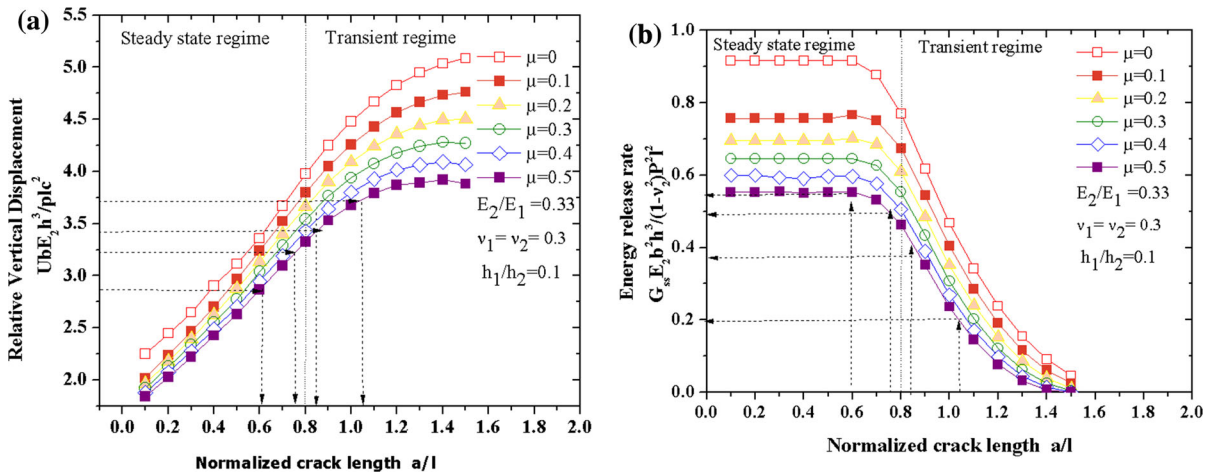 (a)
5.5
5.0
4.5
4.0
3.5
3.0
2.5
2.0
Relative Vertical Displacement
UbE₂h³/plc²
Steady state regime
Transient regime
μ=0
μ=0.1
μ=0.2
μ=0.3
μ=0.4
μ=0.5
E₂/E₁ =0.33
ν₁= ν₂= 0.3
h₁/h₂=0.1
0.0 0.2 0.4 0.6 0.8 1.0 1.2 1.4 1.6 1.8 2.0
Normalized crack length a/l
(b)
1.0
0.8
0.6
0.4
0.2
0.0
Energy release rate
GssE₂b²h³/(1-ν₂²)P²l²
Steady state regime
Transient regime
μ=0
μ=0.1
μ=0.2
μ=0.3
μ=0.4
μ=0.5
E₂/E₁ =0.33
ν₁= ν₂= 0.3
h₁/h₂=0.1
0.0 0.2 0.4 0.6 0.8 1.0 1.2 1.4 1.6 1.8 2.0
Normalized crack length a/l